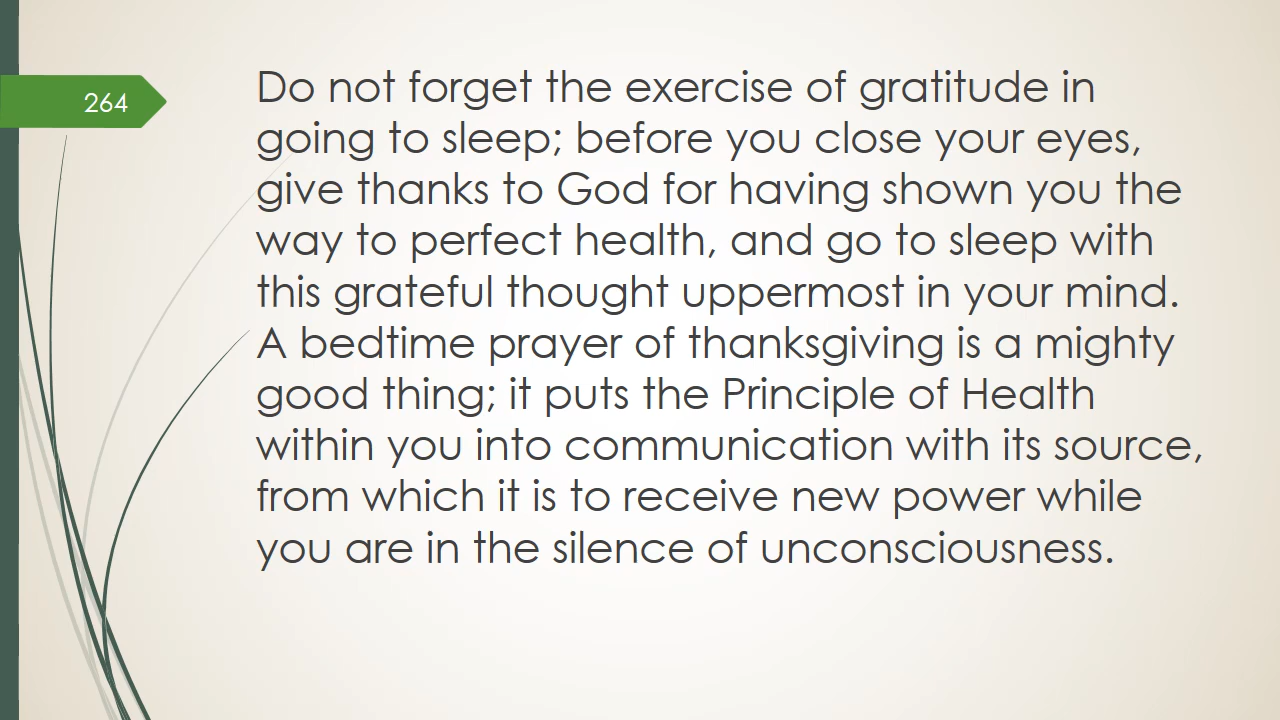 264
Do not forget the exercise of gratitude in
going to sleep; before you close your eyes,
give thanks to God for having shown you the
way to perfect health, and go to sleep with
this grateful thought uppermost in your mind.
A bedtime prayer of thanksgiving is a mighty
good thing; it puts the Principle of Health
within you into communication with its source,
from which it is to receive new power while
you are in the silence of unconsciousness.